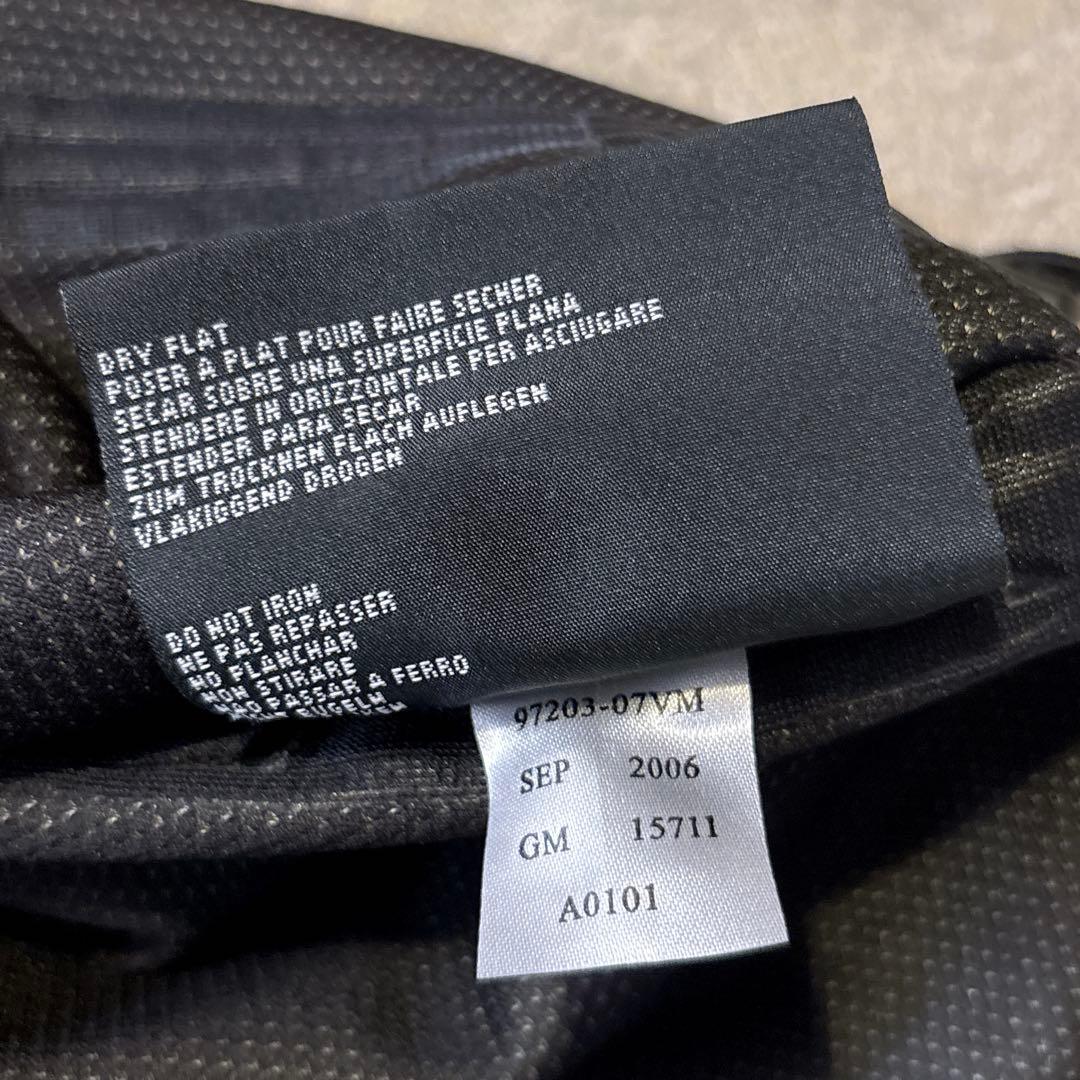 DRY FLAT
POSER A PLAT POUR FAIRE SECHER
SECAR SOBRE UNA SUPERFICIE PLANA
STENDERE IN ORIZZONTALE PER ASCIUGARE
ESTENDER PARA SECAR
ZUM TROCKNEN FLACH AUFLEGEN
VLAKIGGEND DROGEN
DO NOT IRON
NE PAS REPASSER
NO PLANCHAR
NON STIRARE
NO PASSAR A FERRO
97203-07VM
SEP 2006
GM 15711
A0101